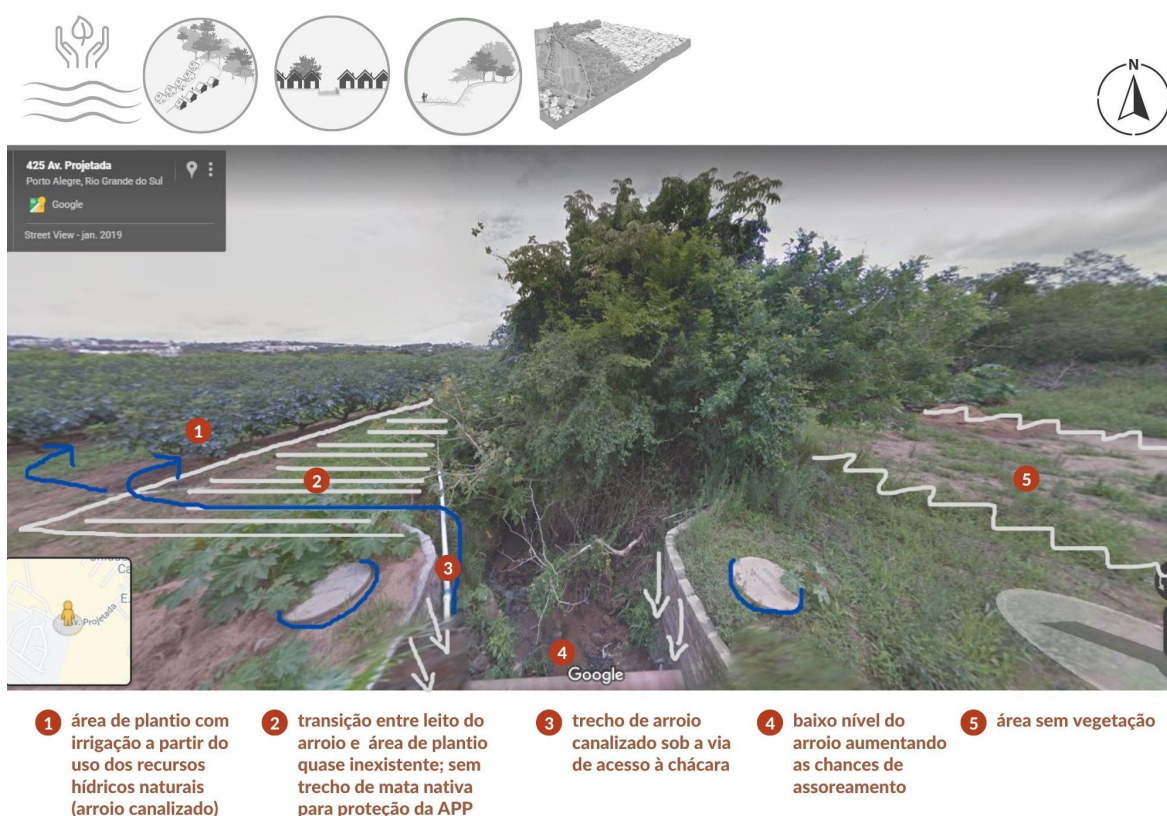 N
425 Av. Projetada
Porto Alegre, Rio Grande do Sul
Google
Street View - jan. 2019
1
2
3
4
5
Av. Projetada
Google
1 área de plantio com
irrigação a partir do
uso dos recursos
hídricos naturais
(arroio canalizado)
2 transição entre leito do
arroio e área de plantio
quase inexistente; sem
trecho de mata nativa
para proteção da APP
3 trecho de arroio
canalizado sob a via
de acesso à chácara
4 baixo nível do
arroio aumentando
as chances de
assoreamento
5 área sem vegetação